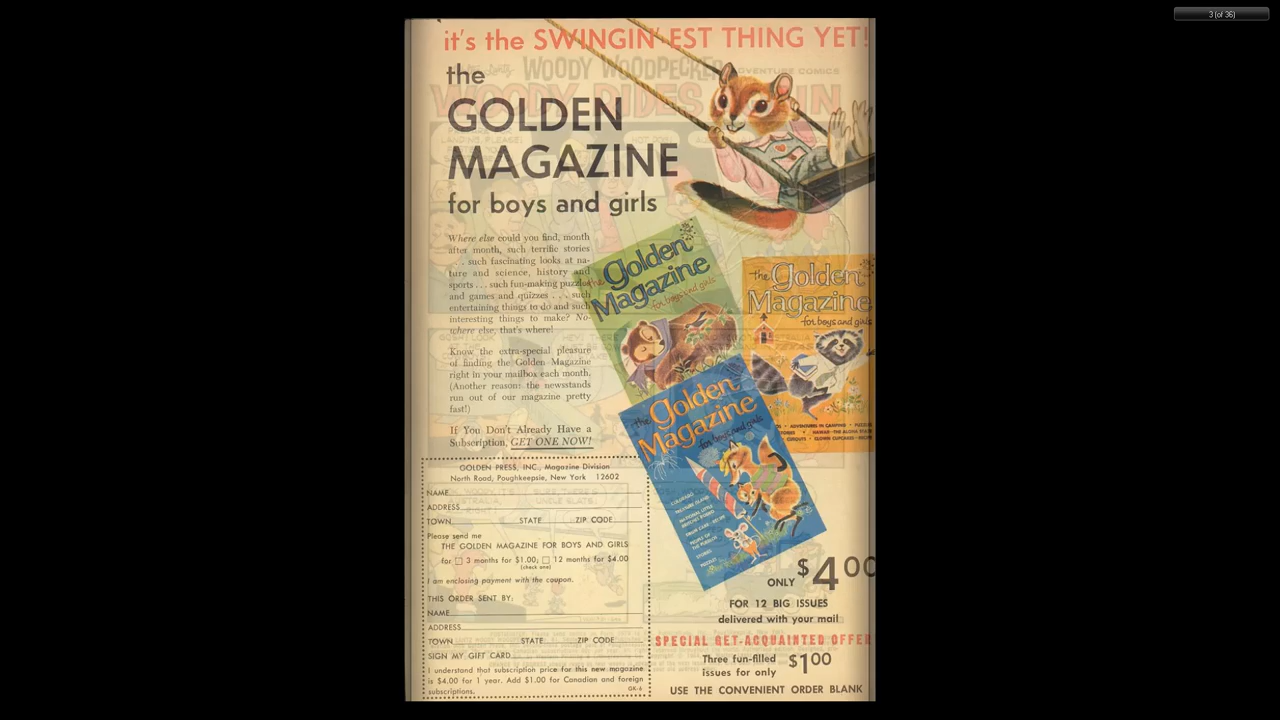 3 (of 36)
it's the SWINGIN'-EST THING YET!
the
GOLDEN
MAGAZINE
for boys and girls
Where else could you find, month
after month, such terrific stories
. . . such fascinating looks at na-
ture and science, history and
sports . . . such fun-making puzzles
and games and quizzes . . . such
entertaining things to do and such
interesting things to make? No-
where else, that's where!
Know the extra-special pleasure
of finding the Golden Magazine
right in your mailbox each month.
(Another reason: the newsstands
run out of our magazine pretty
fast!)
If You Don't Already Have a
Subscription, GET ONE NOW!
the Golden
Magazine
for boys and girls
the Golden
Magazine
for boys and girls
the Golden
Magazine
for boys and girls
GOLDEN PRESS, INC., Magazine Division
North Road, Poughkeepsie, New York 12602
NAME
ADDRESS
TOWN STATE ZIP CODE
Please send me
THE GOLDEN MAGAZINE FOR BOYS AND GIRLS
for □ 3 months for $1.00; □ 12 months for $4.00
(check one)
I am enclosing payment with the coupon.
THIS ORDER SENT BY:
NAME
ADDRESS
TOWN STATE ZIP CODE
SIGN MY GIFT CARD
I understand that subscription price for this new magazine
is $4.00 for 1 year. Add $1.00 for Canadian and foreign
subscriptions. GK-6
ONLY $4.00
FOR 12 BIG ISSUES
delivered with your mail
SPECIAL GET-ACQUAINTED OFFER
Three fun-filled
issues for only $1.00
USE THE CONVENIENT ORDER BLANK
WOODY WOODPECKER